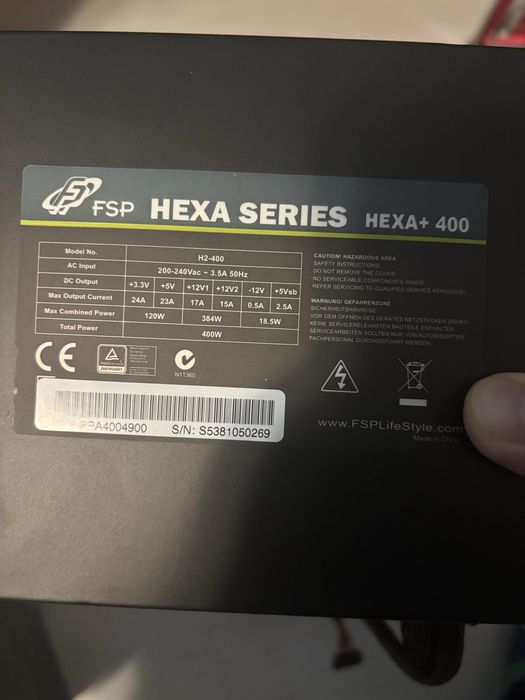 FSP HEXA SERIES HEXA+ 400
Model No. H2-400
AC Input 200-240Vac ~ 3.5A 50Hz
DC Output +3.3V +5V +12V1 +12V2 -12V +5Vsb
Max Output Current 24A 23A 17A 15A 0.5A 2.5A
Max Combined Power 120W 384W 18.5W
Total Power 400W
CAUTION! HAZARDOUS AREA
SAFETY INSTRUCTIONS:
DO NOT REMOVE THE COVER
NO SERVICEABLE COMPONENTS INSIDE.
REFER SERVICING TO QUALIFIED SERVICE PERSONNEL.
WARNUNG! GEFAHRENZONE
SICHERHEITSHINWEIS:
VOR DEM ÖFFNEN DES GERÄTES NETZSTECKER ZIEHEN
KEINE SERVICERELEVANTEN BAUTEILE ENTHALTEN.
SERVICEARBEITEN SOLLTEN NUR VON AUTORISIERTEM
FACHPERSONAL DURCHGEFÜHRT WERDEN
CE
N11360
PPA4004900 S/N: S5381050269
www.FSPLifeStyle.com
Made in China